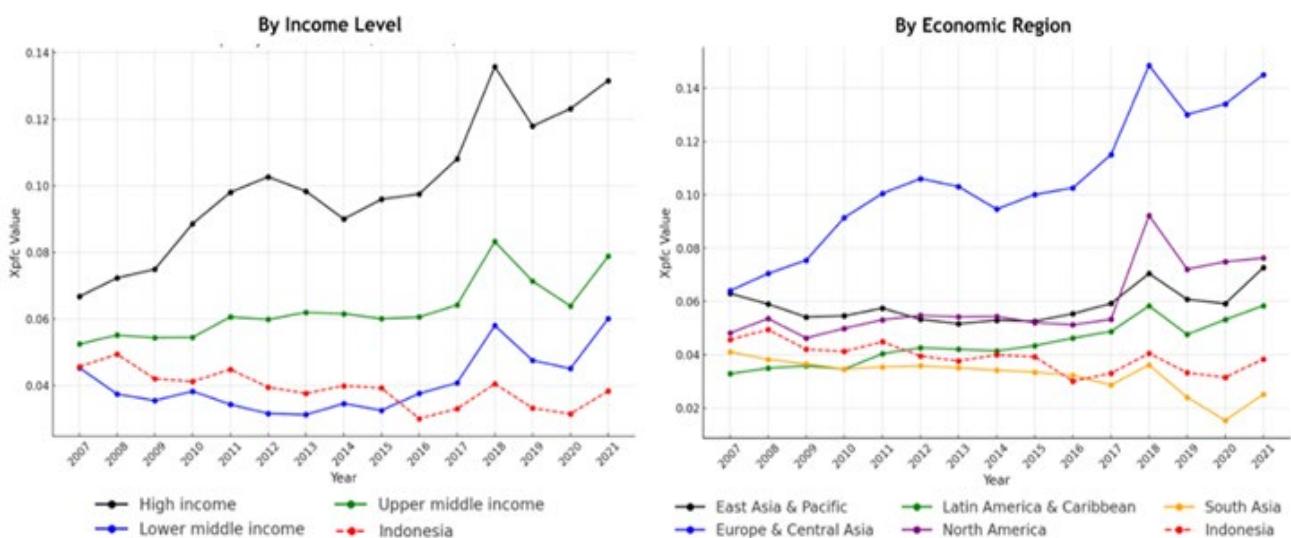 By Income Level
0.14
0.12
0.10
0.08
0.06
0.04
Xpfc Value
2007 2008 2009 2010 2011 2012 2013 2014 2015 2016 2017 2018 2019 2020 2021
Year
High income
Upper middle income
Lower middle income
Indonesia
By Economic Region
0.14
0.12
0.10
0.08
0.06
0.04
0.02
Xpfc Value
2007 2008 2009 2010 2011 2012 2013 2014 2015 2016 2017 2018 2019 2020 2021
Year
East Asia & Pacific
Latin America & Caribbean
South Asia
Europe & Central Asia
North America
Indonesia